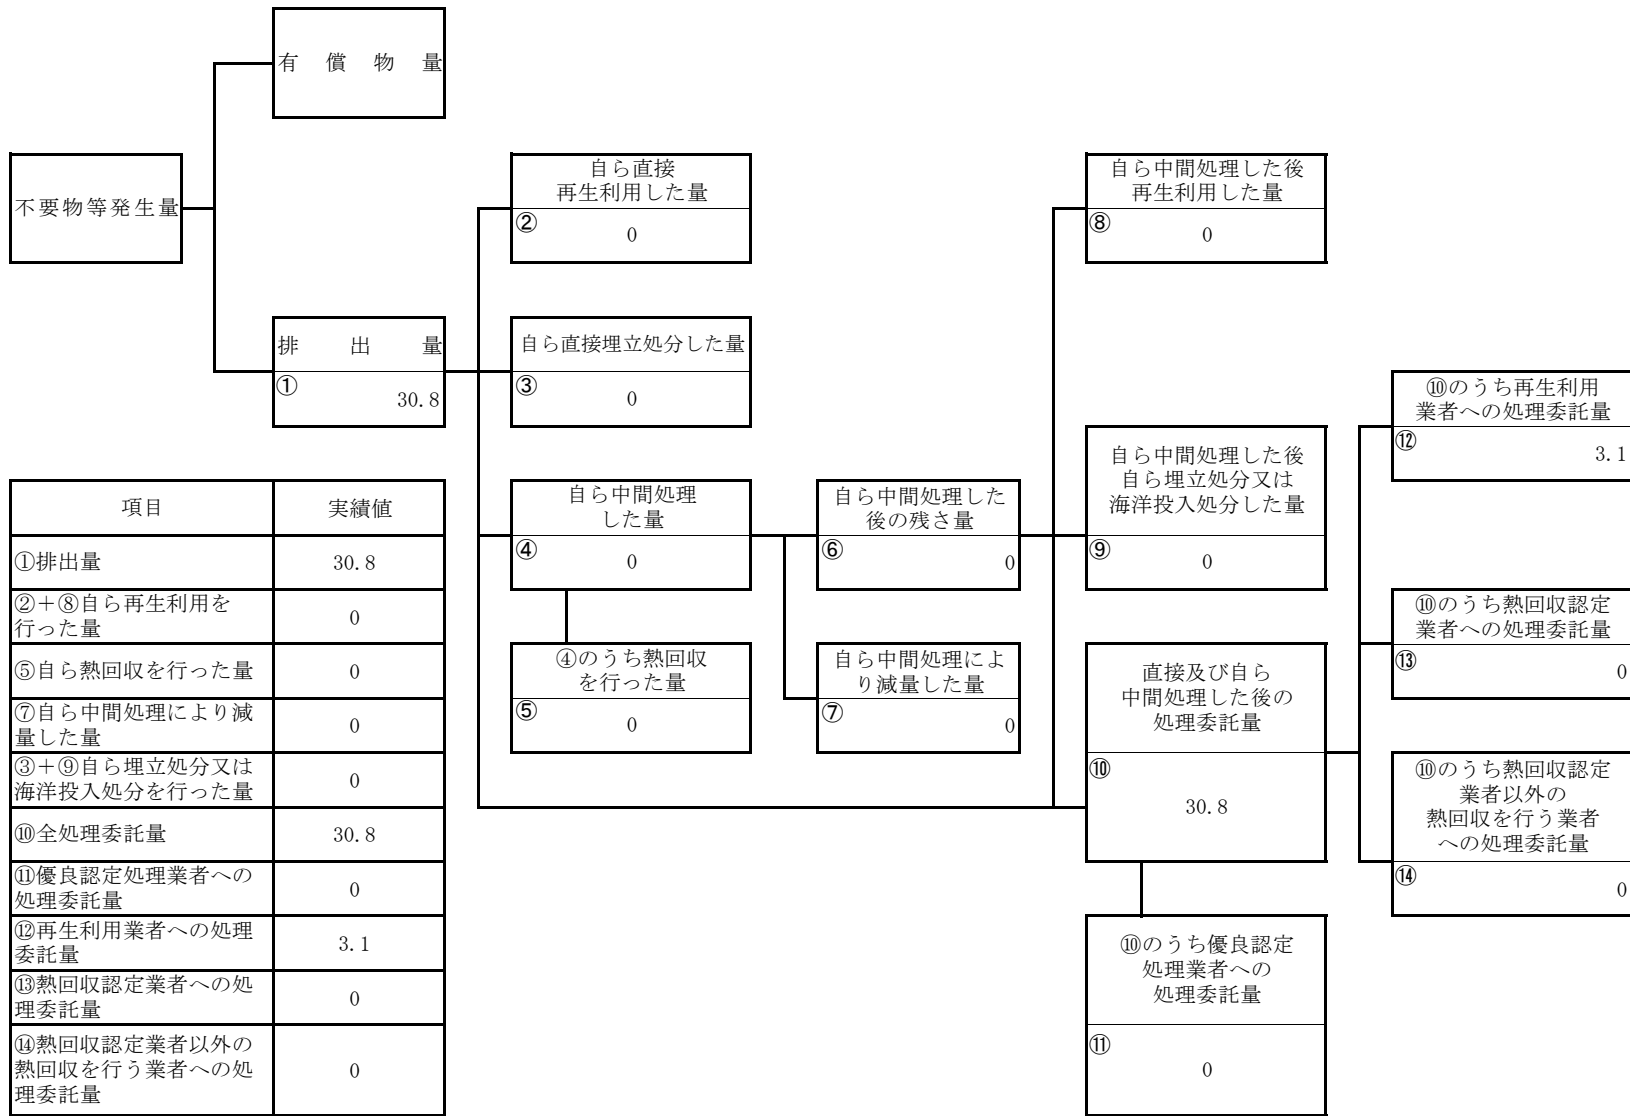 有償物量
不要物等発生量
自ら直接
再生利用した量
②
0
自ら中間処理した後
再生利用した量
⑧
0
排出量
①
30.8
自ら直接埋立処分した量
③
0
⑩のうち再生利用
業者への処理委託量
⑫
3.1
自ら中間処理
した量
④
0
自ら中間処理した
後の残さ量
⑥
0
自ら中間処理した後
自ら埋立処分又は
海洋投入処分した量
⑨
0
⑩のうち熱回収認定
業者への処理委託量
⑬
0
④のうち熱回収
を行った量
⑤
0
自ら中間処理によ
り減量した量
⑦
0
直接及び自ら
中間処理した後の
処理委託量
⑩
30.8
⑩のうち熱回収認定
業者以外の
熱回収を行う業者
への処理委託量
⑭
0
⑩のうち優良認定
処理業者への
処理委託量
⑪
0
項目 実績値
①排出量 30.8
②+⑧自ら再生利用を
行った量 0
⑤自ら熱回収を行った量 0
⑦自ら中間処理により減
量した量 0
③+⑨自ら埋立処分又は
海洋投入処分を行った量 0
⑩全処理委託量 30.8
⑪優良認定処理業者への
処理委託量 0
⑫再生利用業者への処理
委託量 3.1
⑬熱回収認定業者への処
理委託量 0
⑭熱回収認定業者以外の
熱回収を行う業者への処
理委託量 0